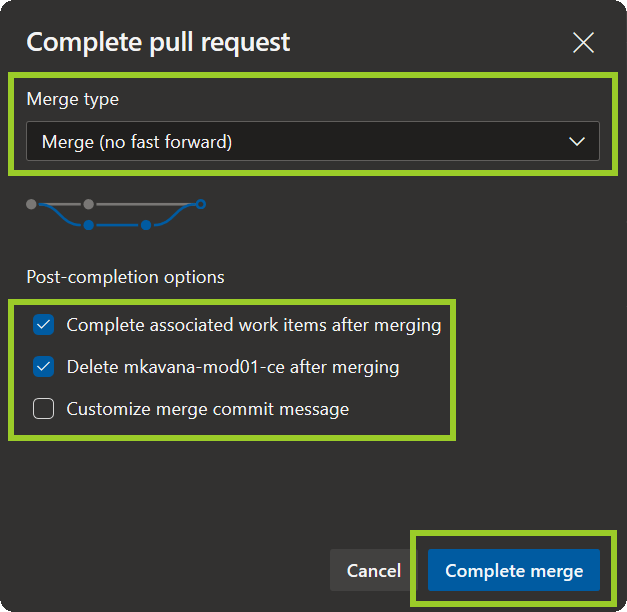 Complete pull request
Merge type
Merge (no fast forward)
Post-completion options
Complete associated work items after merging
Delete mkavana-mod01-ce after merging
Customize merge commit message
Cancel
Complete merge